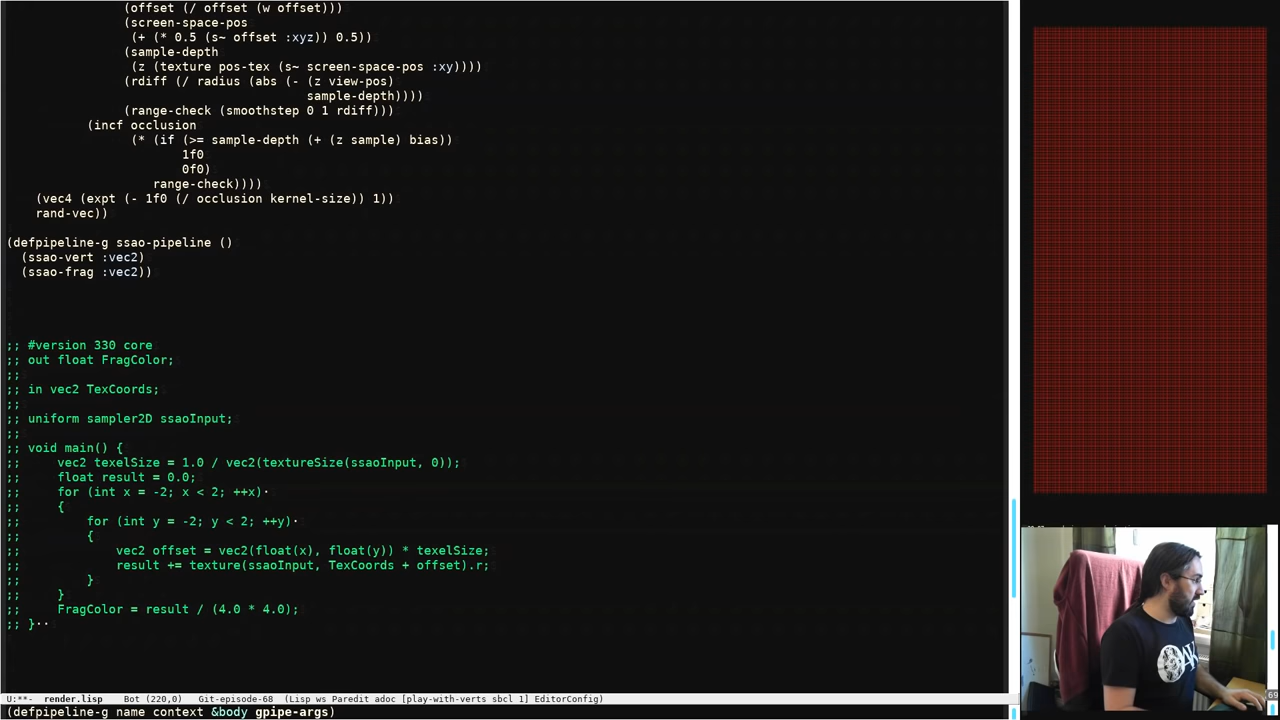 (offset (/ offset (w offset)))
(screen-space-pos
(+ (* 0.5 (s~ offset :xyz)) 0.5))
(sample-depth
(z (texture pos-tex (s~ screen-space-pos :xy))))
(rdiff (/ radius (abs (- (z view-pos)
sample-depth))))
(range-check (smoothstep 0 1 rdiff)))
(incf occlusion
(* (if (>= sample-depth (+ (z sample) bias))
1f0
0f0)
range-check))))
(vec4 (expt (- 1f0 (/ occlusion kernel-size)) 1))
rand-vec))
(defpipeline-g ssao-pipeline ()
(ssao-vert :vec2)
(ssao-frag :vec2))
;; #version 330 core
;; out float FragColor;
;;
;; in vec2 TexCoords;
;;
;; uniform sampler2D ssaoInput;
;;
;; void main() {
;; vec2 texelSize = 1.0 / vec2(textureSize(ssaoInput, 0));
;; float result = 0.0;
;; for (int x = -2; x < 2; ++x)·
;; {
;; for (int y = -2; y < 2; ++y)·
;; {
;; vec2 offset = vec2(float(x), float(y)) * texelSize;
;; result += texture(ssaoInput, TexCoords + offset).r;
;; }
;; }
;; FragColor = result / (4.0 * 4.0);
;; }··
U:**- render.lisp Bot (220,0) Git-episode-68 (Lisp ws Paredit adoc [play-with-verts sbcl 1] EditorConfig)
(defpipeline-g name context &body gpipe-args)
69